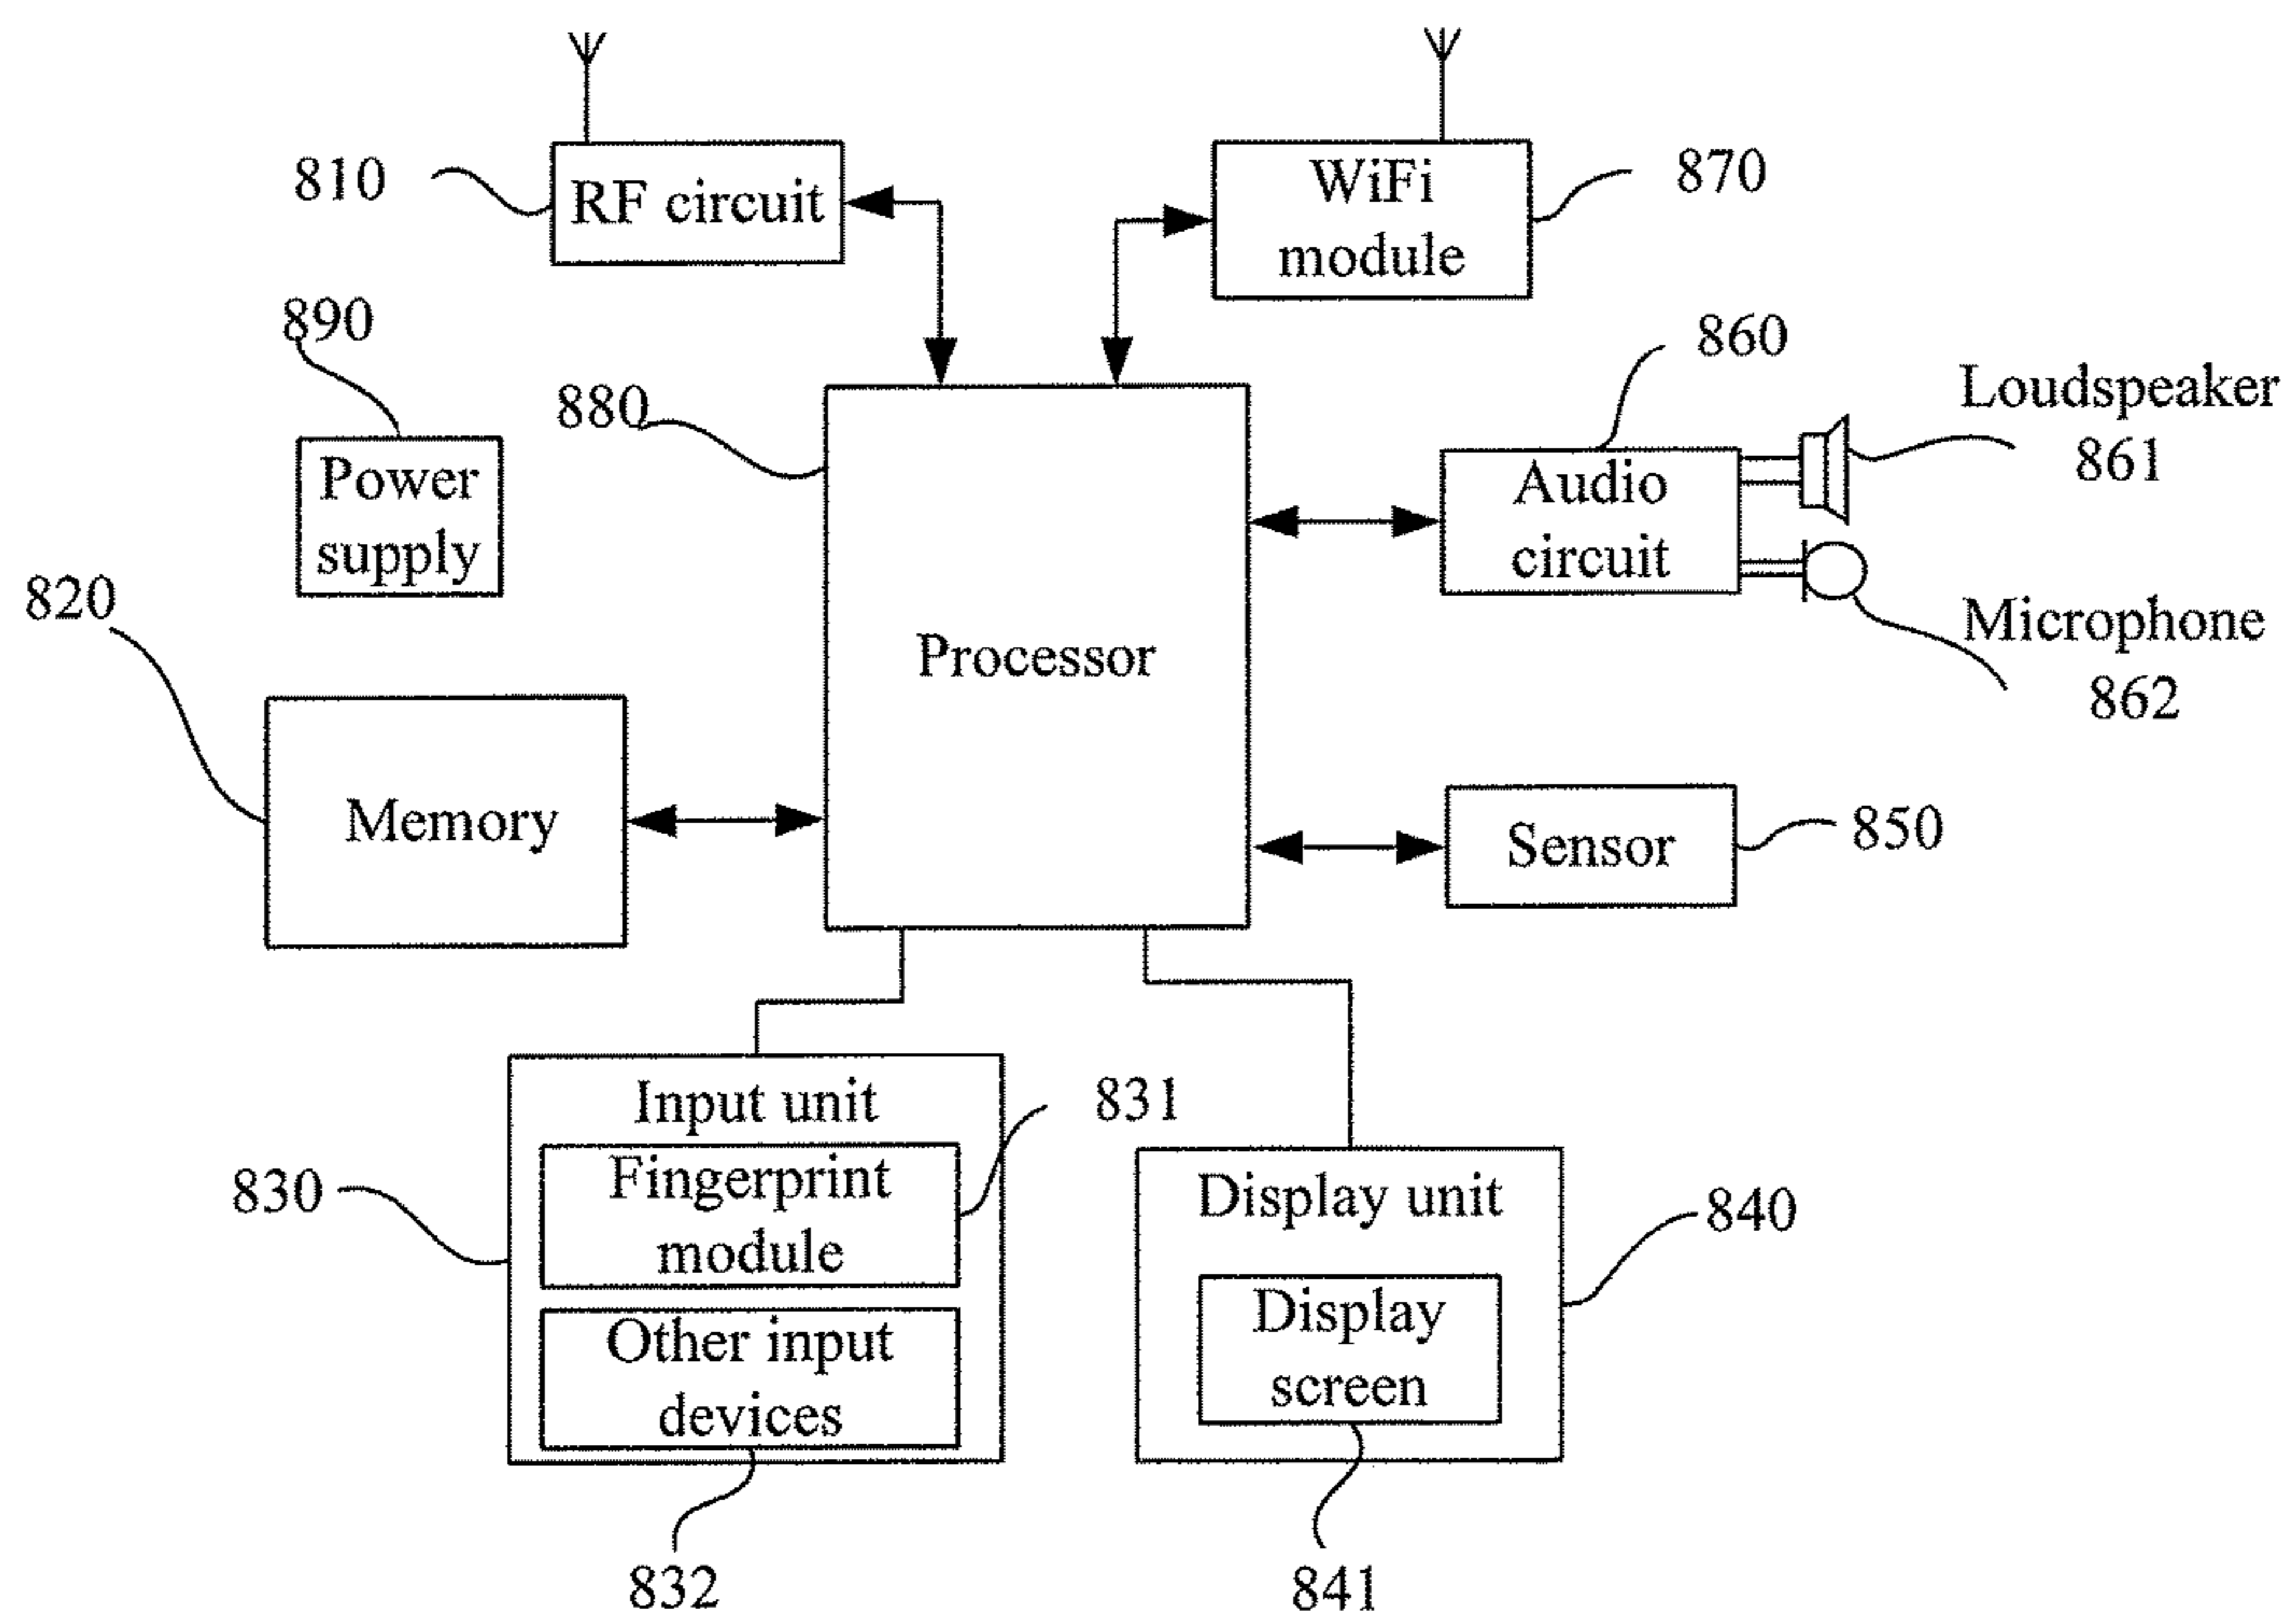 810
RF circuit
WiFi
module
870
890
Power
supply
880
Processor
860
Audio
circuit
Loudspeaker
861
Microphone
862
820
Memory
Sensor
850
Input unit
Fingerprint
module
831
830
Other input
devices
832
Display unit
840
Display
screen
841